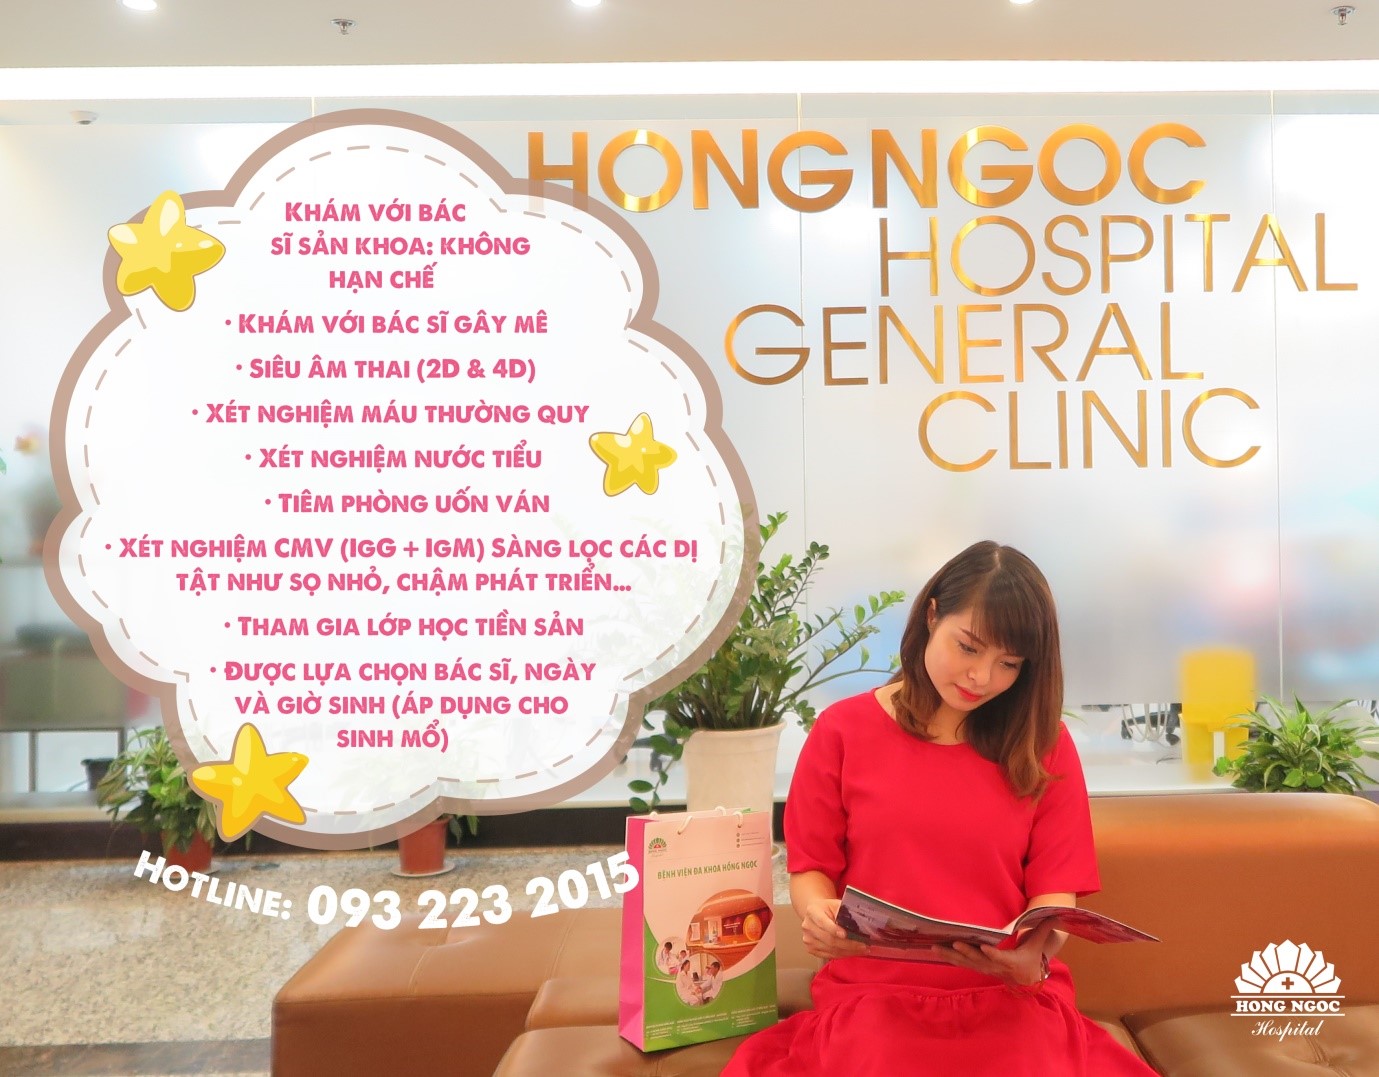 HONG NGOC
HOSPITAL
GENERAL
CLINIC
KHÁM VỚI BÁC
SĨ SẢN KHOA: KHÔNG
HẠN CHẾ
• KHÁM VỚI BÁC SĨ GÂY MÊ
• SIÊU ÂM THAI (2D & 4D)
• XÉT NGHIỆM MÁU THƯỜNG QUY
• XÉT NGHIỆM NƯỚC TIỂU
• TIÊM PHÒNG UỐN VÁN
• XÉT NGHIỆM CMV (IGG + IGM) SÀNG LỌC CÁC DỊ
TẬT NHƯ SỌ NHỎ, CHẬM PHÁT TRIỂN...
• THAM GIA LỚP HỌC TIỀN SẢN
• ĐƯỢC LỰA CHỌN BÁC SĨ, NGÀY
VÀ GIỜ SINH (ÁP DỤNG CHO
SINH MỔ)
HOTLINE: 093 223 2015
BỆNH VIỆN ĐA KHOA HỒNG NGỌC
HONG NGOC
Hospital